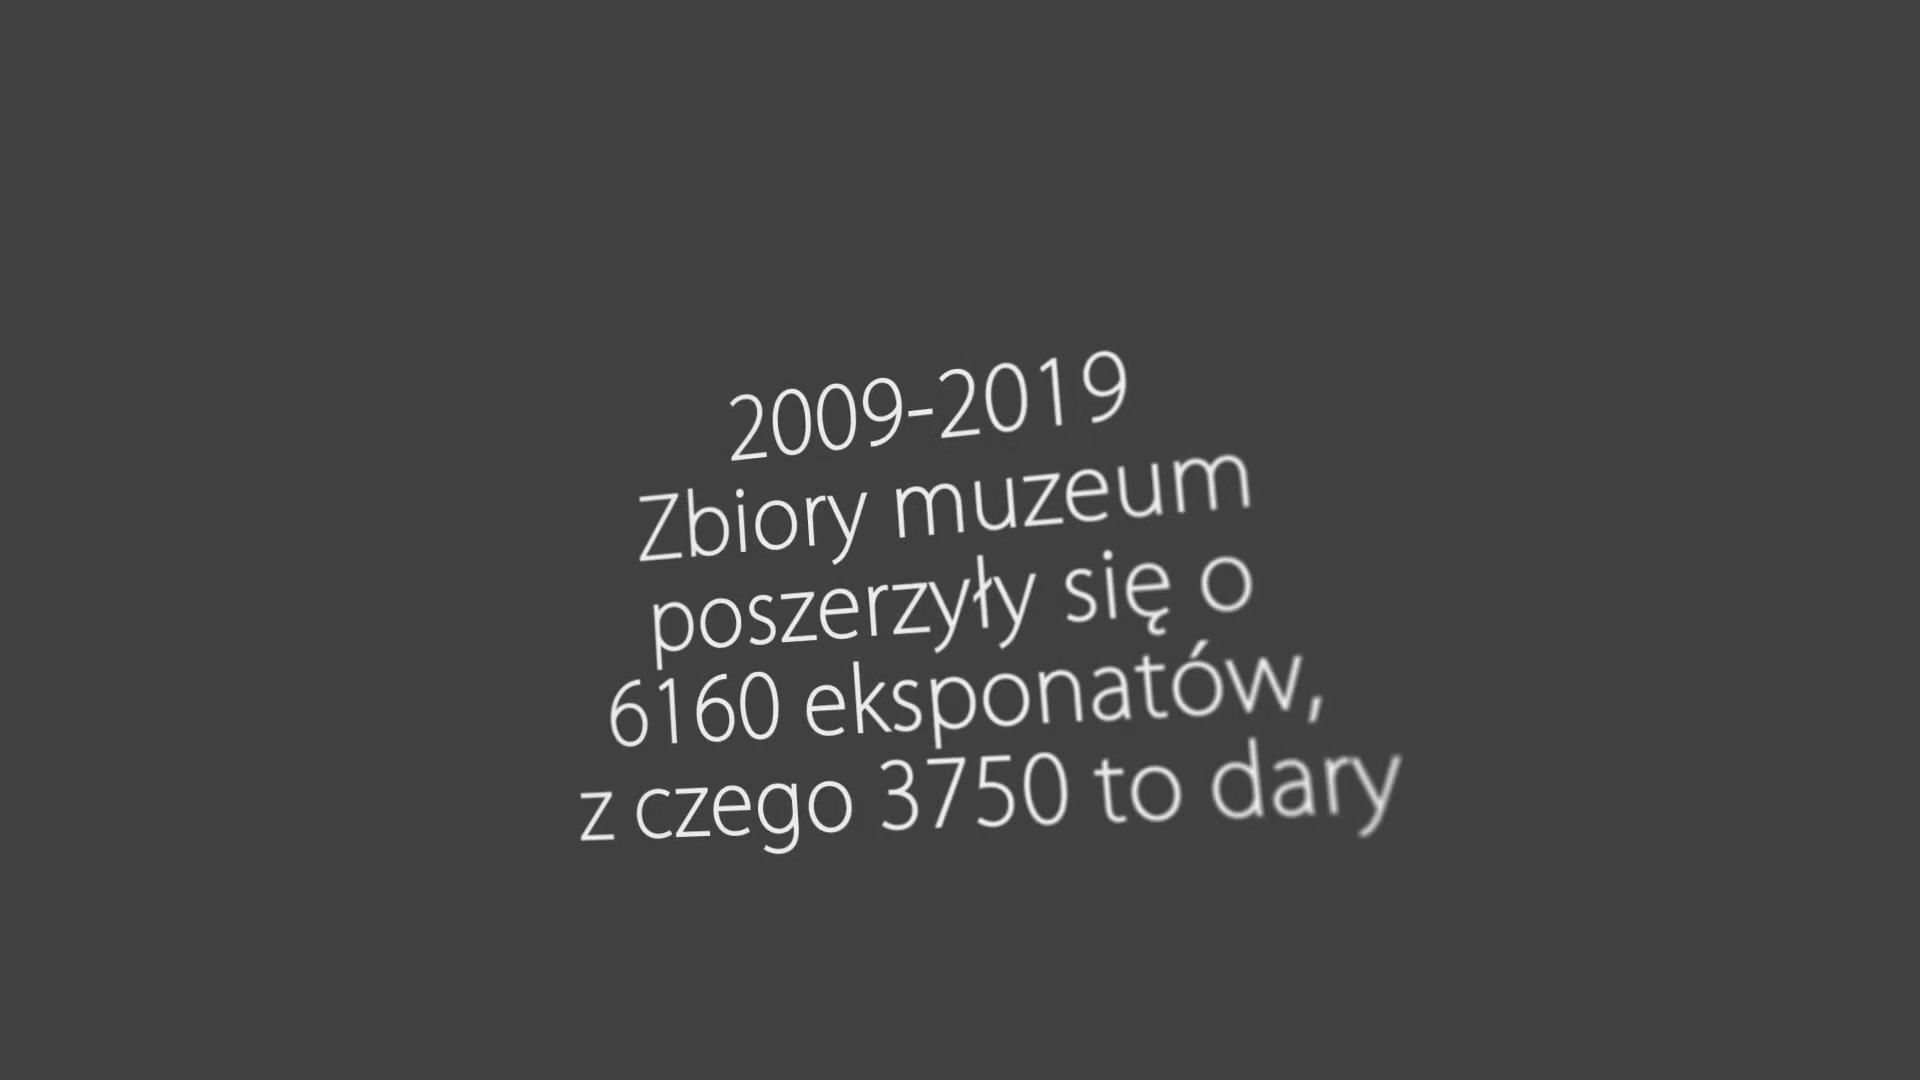 2009-2019
Zbiory muzeum
poszerzyły się o
6160 eksponatów,
z czego 3750 to dary